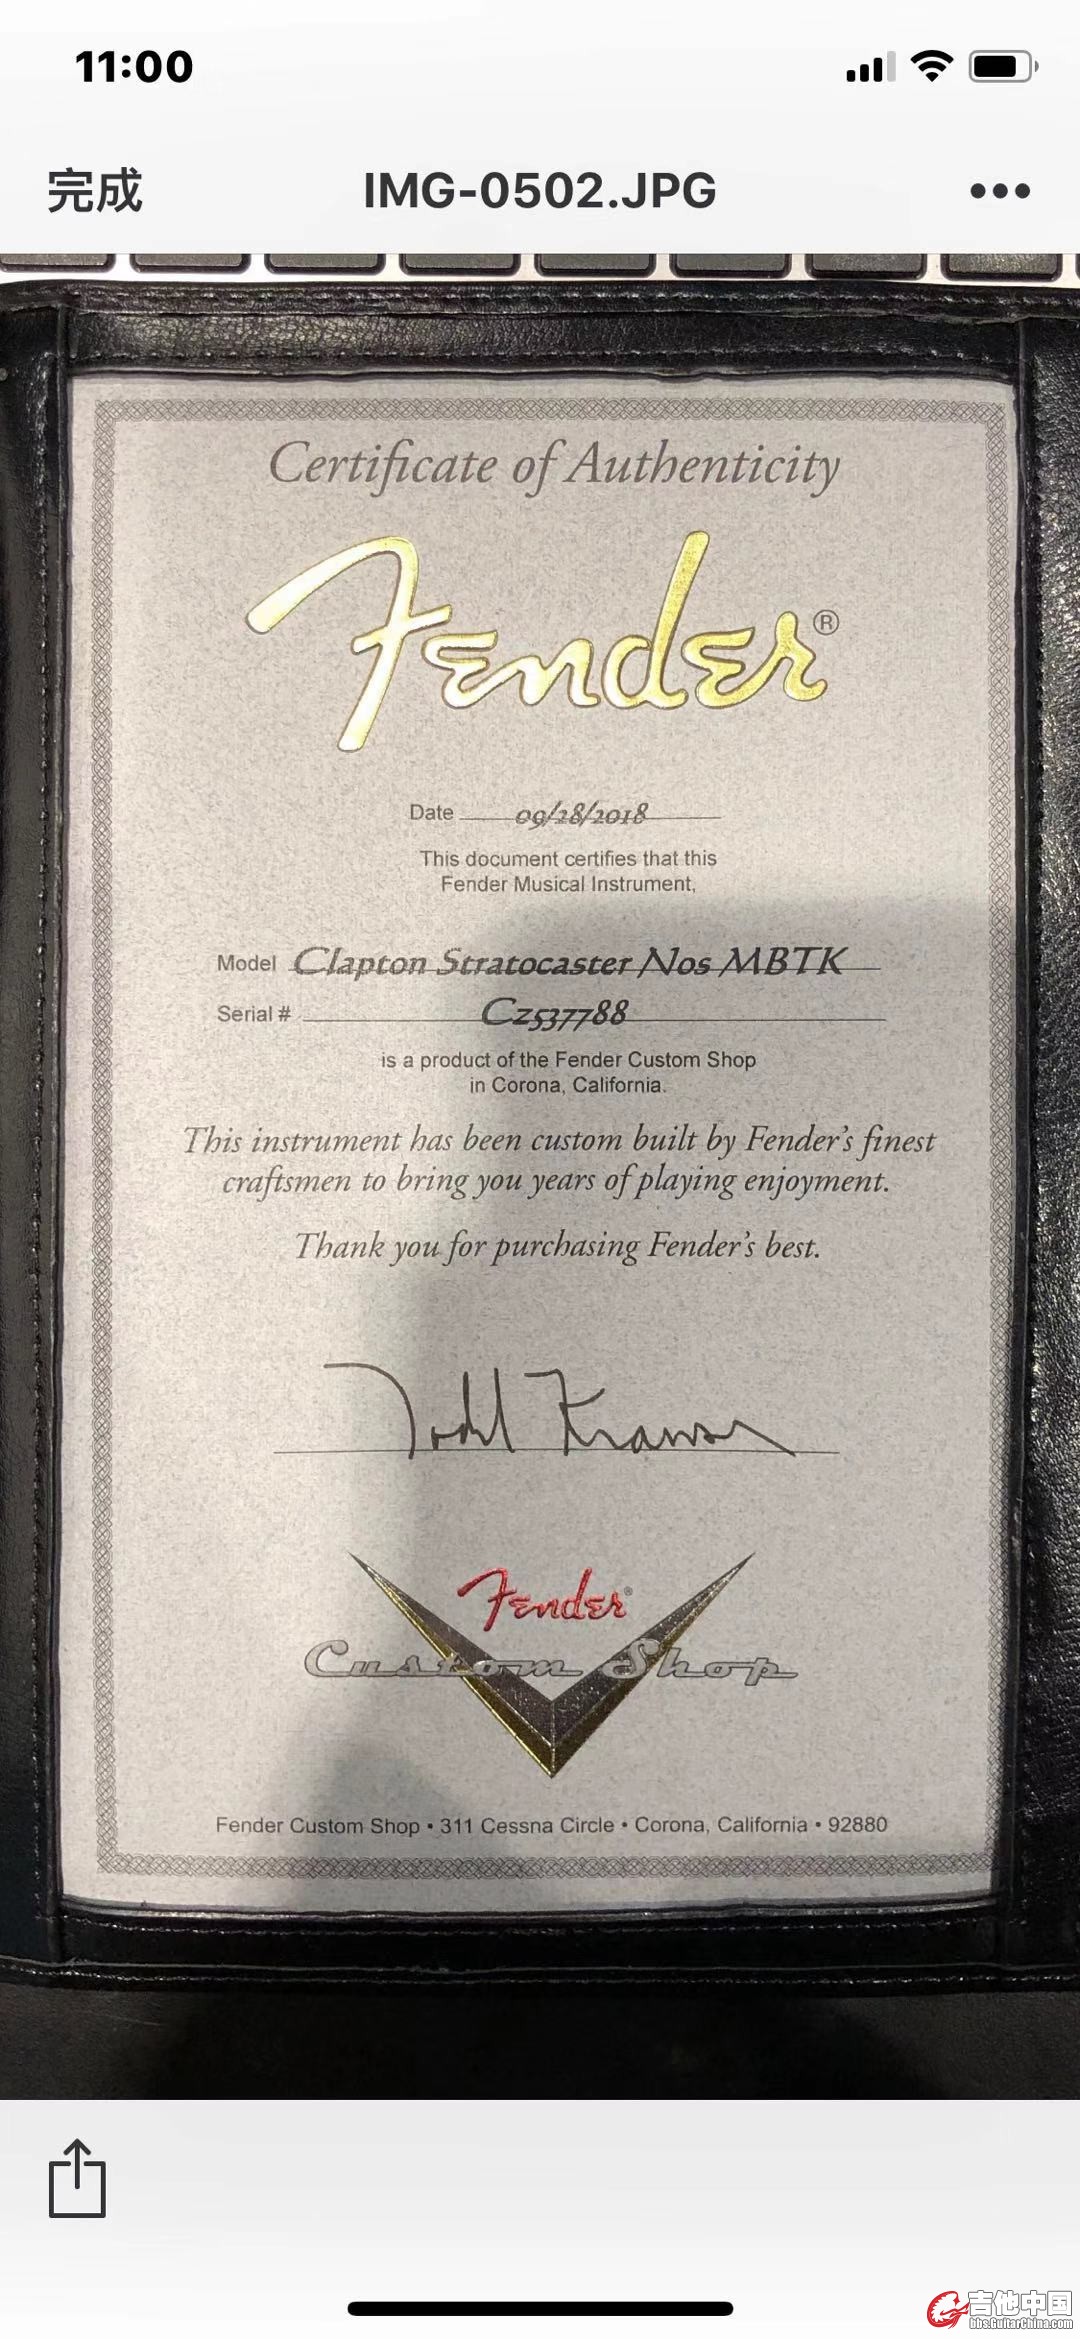 11:00
完成
IMG-0502.JPG
Certificate of Authenticity
Fender®
Date 09/28/2018
This document certifies that this
Fender Musical Instrument,
Model Clapton Stratocaster Nos MBTK
Serial # Cz537788
is a product of the Fender Custom Shop
in Corona, California.
This instrument has been custom built by Fender's finest
craftsmen to bring you years of playing enjoyment.
Thank you for purchasing Fender's best.
Todd Krause
Fender®
Custom Shop
Fender Custom Shop • 311 Cessna Circle • Corona, California • 92880
吉他中国
bbs.GuitarChina.com